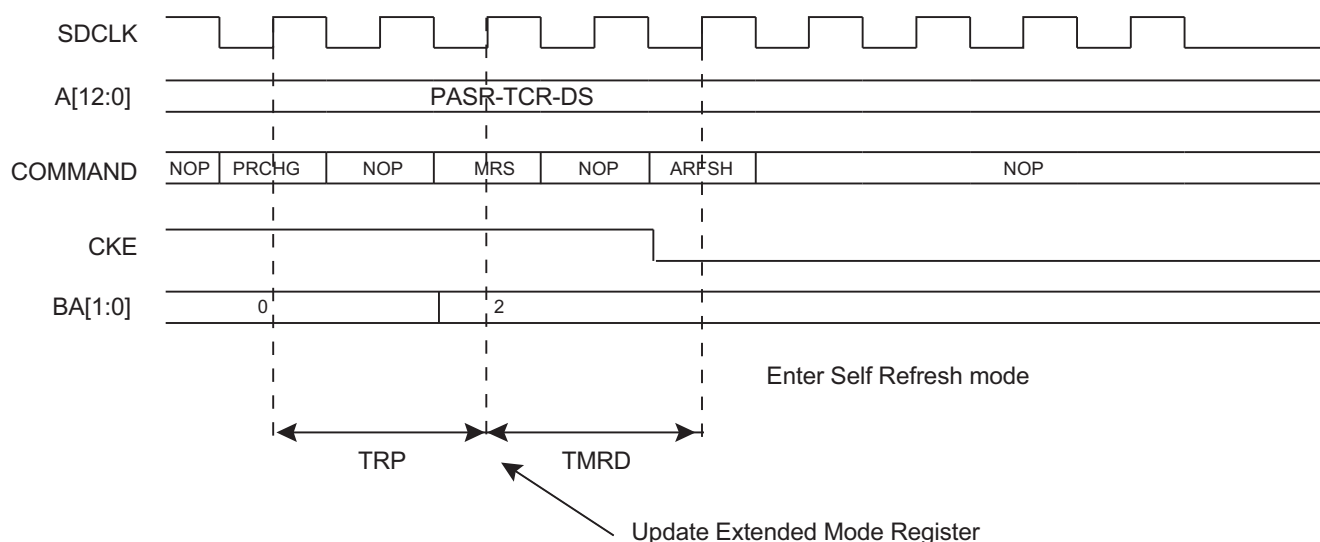 SDCLK
A[12:0] PASR-TCR-DS
COMMAND NOP PRCHG NOP MRS NOP ARFSH NOP
CKE
BA[1:0] 0 2
Enter Self Refresh mode
TRP TMRD
Update Extended Mode Register